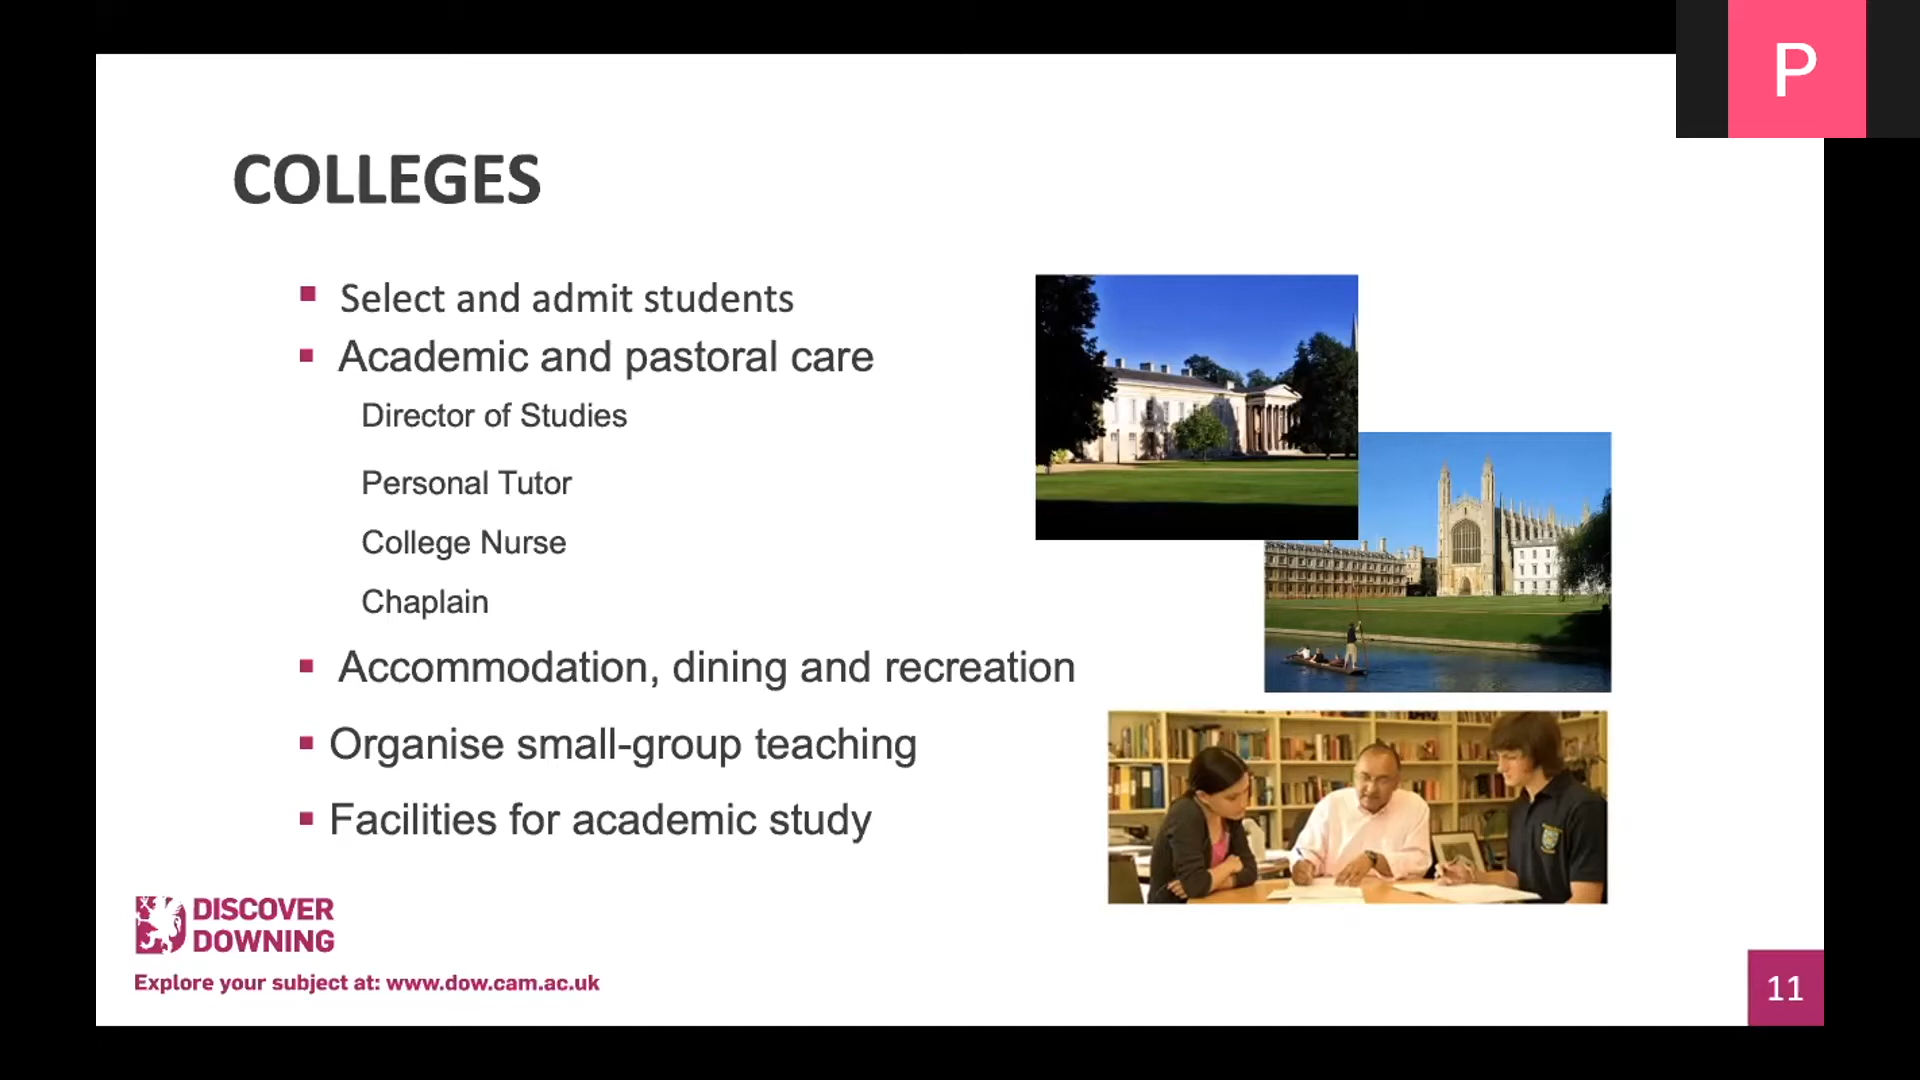 P
COLLEGES
Select and admit students
Academic and pastoral care
Director of Studies
Personal Tutor
College Nurse
Chaplain
Accommodation, dining and recreation
Organise small-group teaching
Facilities for academic study
DISCOVER
DOWNING
Explore your subject at: www.dow.cam.ac.uk
11